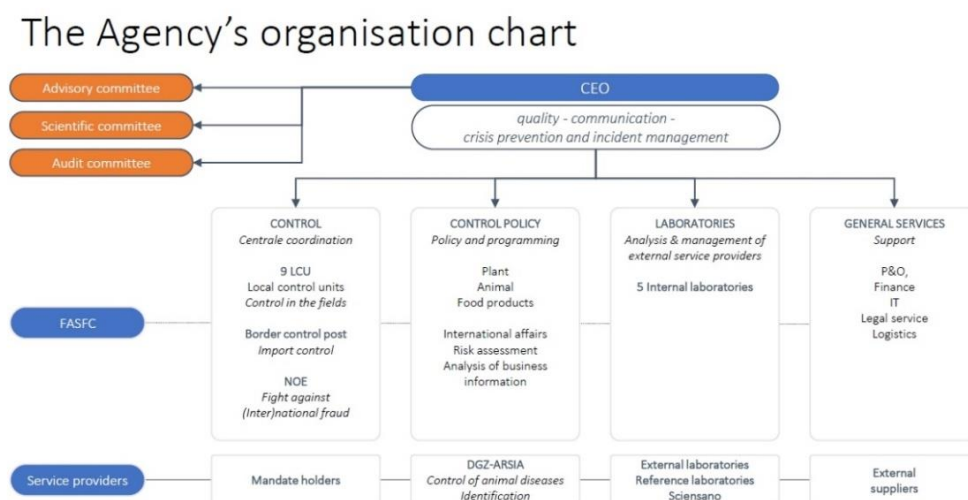 The Agency's organisation chart
Advisory committee
Scientific committee
Audit committee
CEO
quality - communication -
crisis prevention and incident management
FASFC
CONTROL
Centrale coordination
9 LCU
Local control units
Control in the fields
Border control post
Import control
NOE
Fight against
(Inter)national fraud
CONTROL POLICY
Policy and programming
Plant
Animal
Food products
International affairs
Risk assessment
Analysis of business
information
LABORATORIES
Analysis & management of
external service providers
5 Internal laboratories
GENERAL SERVICES
Support
P&O,
Finance
IT
Legal service
Logistics
Service providers
Mandate holders
DGZ-ARSIA
Control of animal diseases
Identification
External laboratories
Reference laboratories
Sciensano
External
suppliers